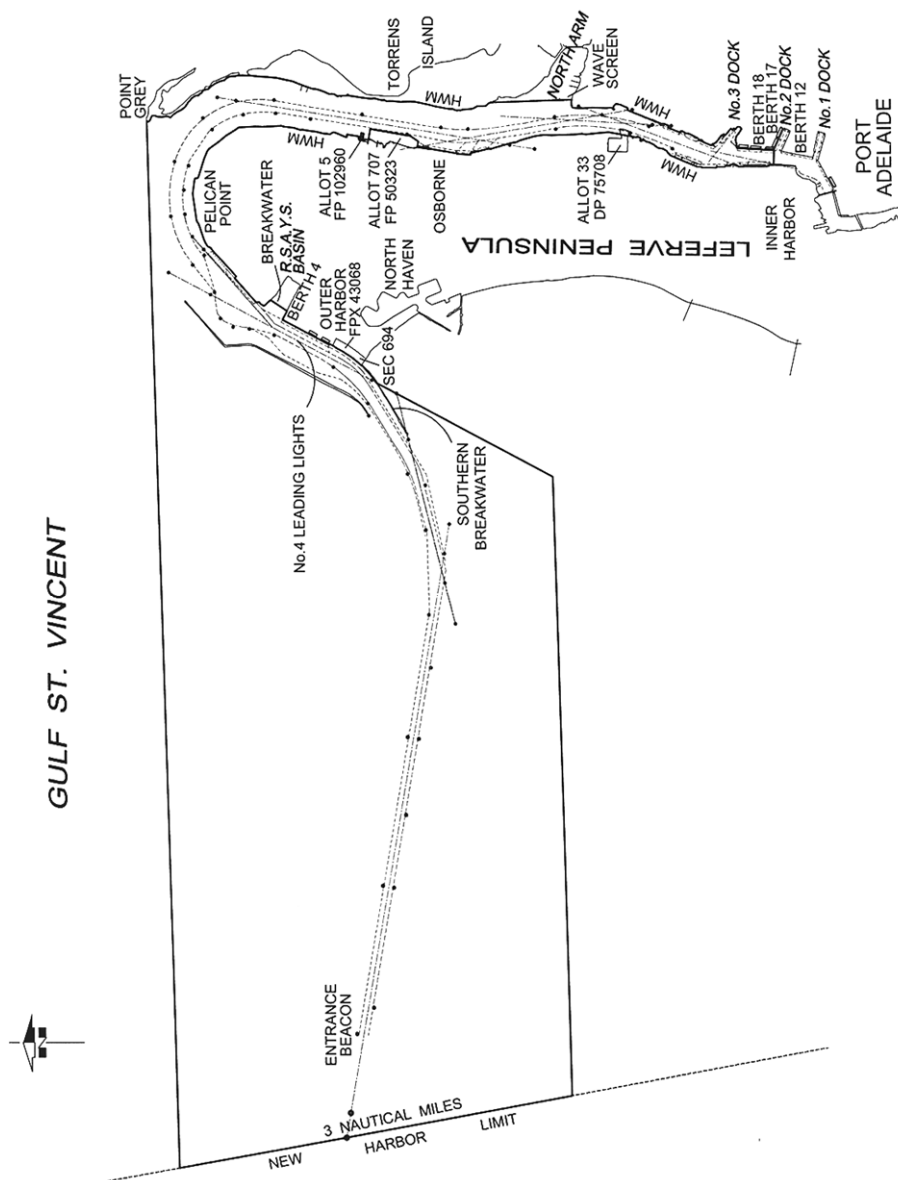 GULF ST. VINCENT
N
ENTRANCE
BEACON
3 NAUTICAL MILES
NEW HARBOR LIMIT
No.4 LEADING LIGHTS
SOUTHERN
BREAKWATER
SEC 694
OUTER
HARBOR
FPX 43068
BERTH 4
R.S.A.Y.S.
BASIN
BREAKWATER
PELICAN
POINT
POINT
GREY
NORTH
HAVEN
TORRENS
ISLAND
HWM
HWM
ALLOT 5
FP 102960
ALLOT 707
FP 50323
OSBORNE
LEFERVE PENINSULA
NORTH ARM
WAVE
SCREEN
ALLOT 33
DP 75708
HWM
HWM
No.3 DOCK
BERTH 18
BERTH 17
No.2 DOCK
BERTH 12
No.1 DOCK
INNER
HARBOR
PORT
ADELAIDE